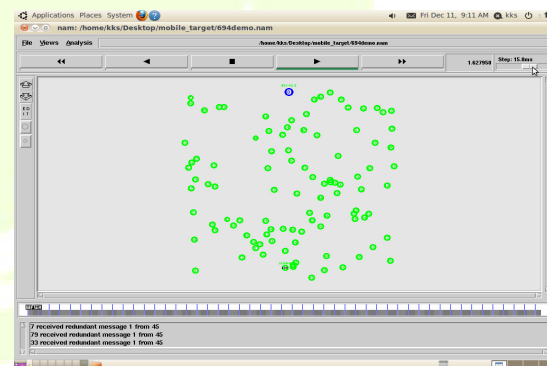 Applications Places System Fri Dec 11, 9:11 AM kks
nam: /home/kks/Desktop/mobile_target/694demo.nam
File Views Analysis /home/kks/Desktop/mobile_target/694demo.nam
1.627950 Step: 15.8ms
7 received redundant message 1 from 45
79 received redundant message 1 from 45
33 received redundant message 1 from 45